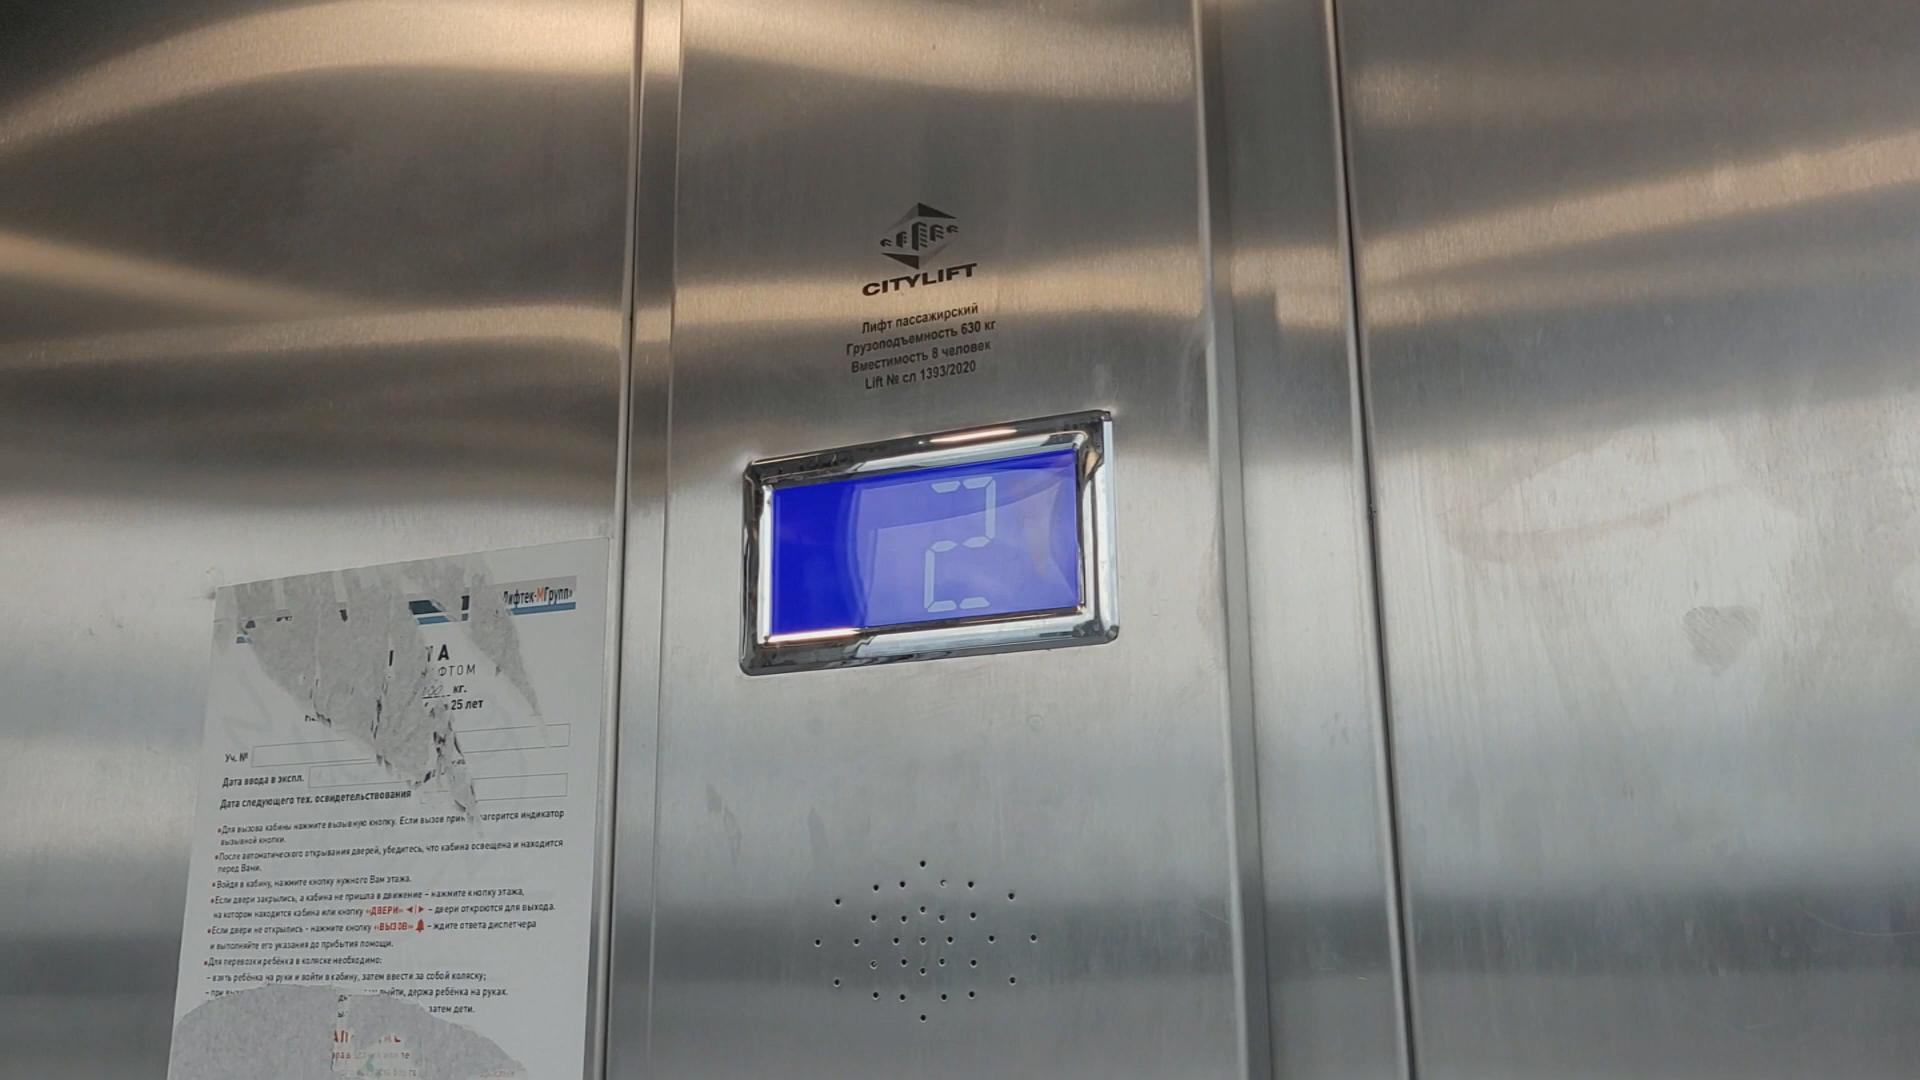 CITYLIFT
Лифт пассажирский
Грузоподъемность 630 кг
Вместимость 8 человек
Lift № сл 1393/2020
2
Лифтек-МГрупп»
А
ФТОМ
кг.
25 лет
Уч. №
Дата ввода в экспл.
Дата следующего тех. освидетельствования
•Для вызова кабины нажмите вызывную кнопку. Если вызов загорится индикатор
вызывной кнопки.
•После автоматического открывания дверей, убедитесь, что кабина освещена и находится
перед Вами.
•Войдя в кабину, нажмите кнопку нужного Вам этажа.
•Если двери закрылись, а кабина не пришла в движение – нажмите кнопку этажа,
на котором находится кабина или кнопку «ДВЕРИ» ◄|► – двери откроются для выхода.
•Если двери не открылись - нажмите кнопку «ВЫЗОВ» 🔔 – ждите ответа диспетчера
и выполняйте его указания до прибытия помощи.
•Для перевозки ребёнка в коляске необходимо:
– взять ребёнка на руки и войти в кабину, затем ввести за собой коляску;
– при выйти, держа ребёнка на руках.
затем дети.